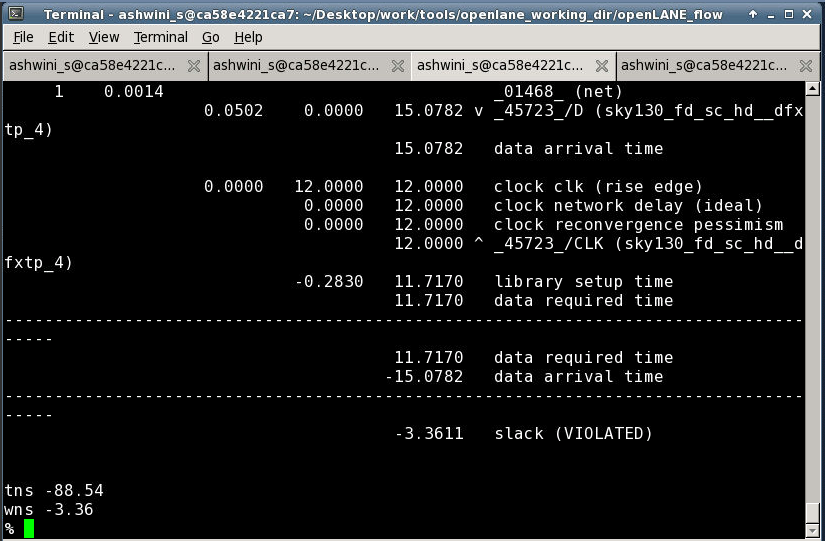 Terminal - ashwini_s@ca58e4221ca7: ~/Desktop/work/tools/openlane_working_dir/openLANE_flow
File Edit View Terminal Go Help
ashwini_s@ca58e4221c... ashwini_s@ca58e4221c... ashwini_s@ca58e4221c... ashwini_s@ca58e4221c...
1 0.0014 _01468_ (net)
0.0502 0.0000 15.0782 v _45723_/D (sky130_fd_sc_hd__dfx
tp_4)
15.0782 data arrival time
0.0000 12.0000 12.0000 clock clk (rise edge)
0.0000 12.0000 clock network delay (ideal)
0.0000 12.0000 clock reconvergence pessimism
12.0000 ^ _45723_/CLK (sky130_fd_sc_hd__d
fxtp_4)
-0.2830 11.7170 library setup time
11.7170 data required time
--------------------------------------------------------------------------------
-----
11.7170 data required time
-15.0782 data arrival time
--------------------------------------------------------------------------------
-----
-3.3611 slack (VIOLATED)
tns -88.54
wns -3.36
%